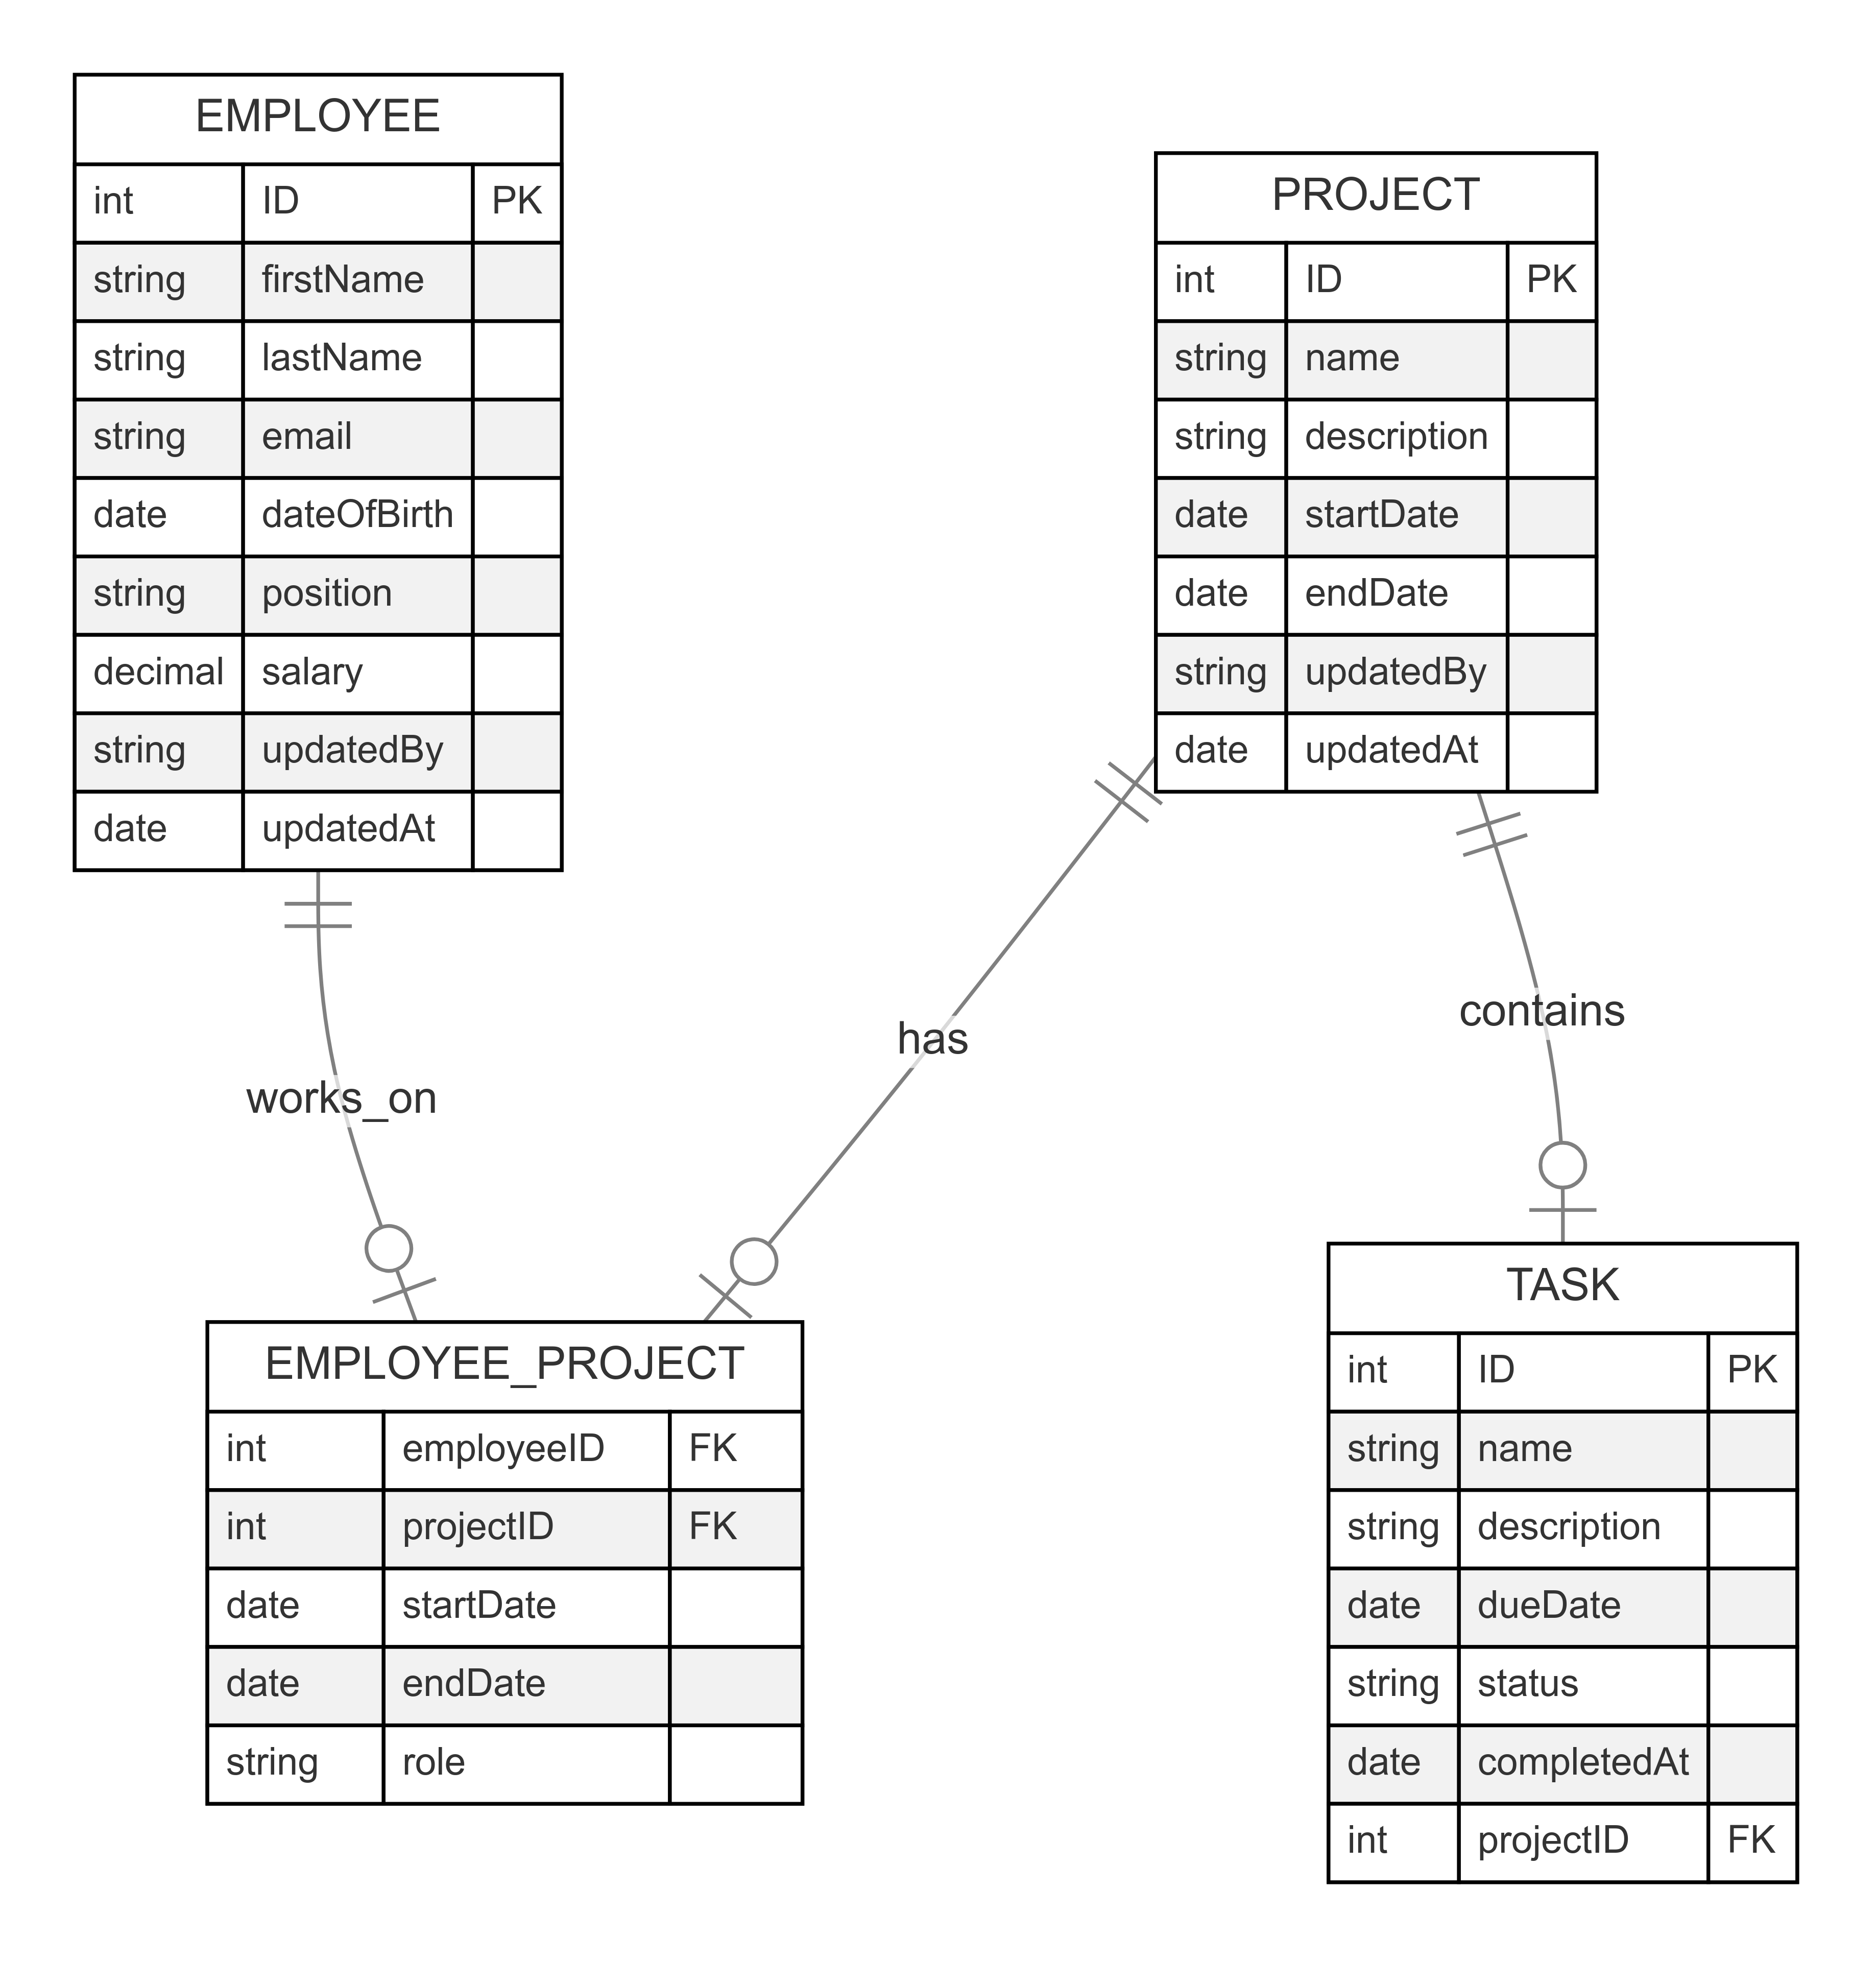 EMPLOYEE
int ID PK
string firstName
string lastName
string email
date dateOfBirth
string position
decimal salary
string updatedBy
date updatedAt
PROJECT
int ID PK
string name
string description
date startDate
date endDate
string updatedBy
date updatedAt
works_on
has
contains
EMPLOYEE_PROJECT
int employeeID FK
int projectID FK
date startDate
date endDate
string role
TASK
int ID PK
string name
string description
date dueDate
string status
date completedAt
int projectID FK